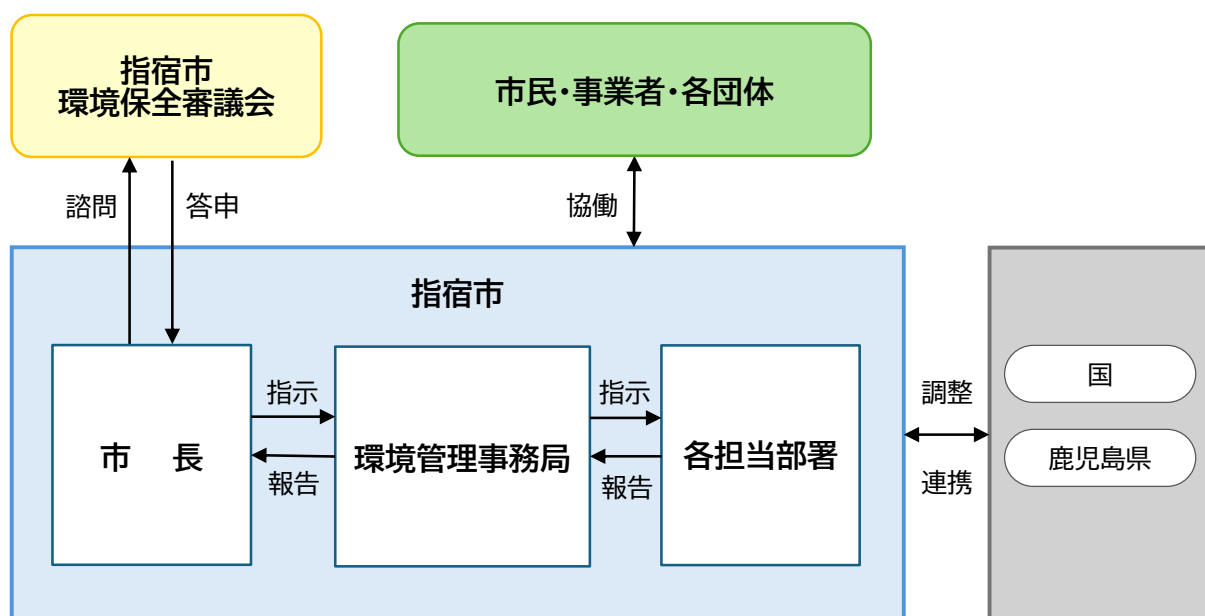 指宿市
環境保全審議会
市民・事業者・各団体
諮問
答申
協働
指宿市
市　長
指示
報告
環境管理事務局
指示
報告
各担当部署
調整
連携
国
鹿児島県